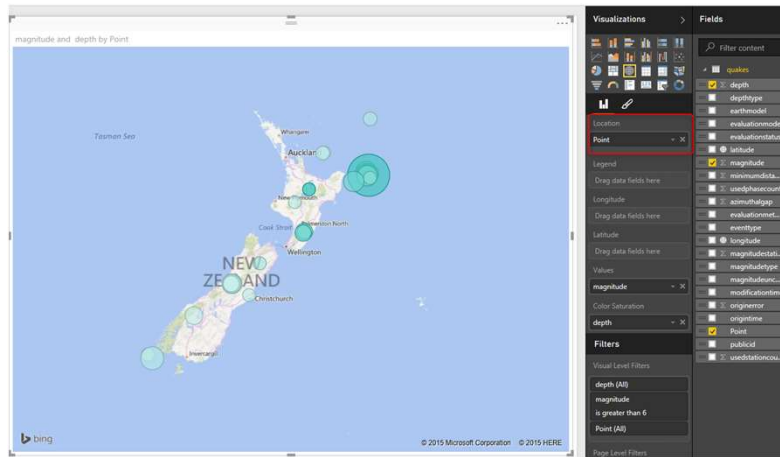 magnitude and depth by Point
Tasman Sea
Whangarei
Auckland
New Plymouth
Palmerston North
Cook Strait
Wellington
NEW
ZEALAND
Christchurch
Invercargill
bing
© 2015 Microsoft Corporation © 2015 HERE
Visualizations
Location
Point
Legend
Drag data fields here
Longitude
Drag data fields here
Latitude
Drag data fields here
Values
magnitude
Color Saturation
depth
Filters
Visual Level Filters
depth (All)
magnitude
is greater than 6
Point (All)
Page Level Filters
Fields
Filter content
quakes
depth
depthtype
earthmodel
evaluationmode
evaluationstatus
latitude
magnitude
minimumdista...
usedphasecount
azimuthalgap
evaluationmet...
eventtype
longitude
magnitudestati...
magnitudetype
magnitudeunc...
modificationtim
originerror
origintime
Point
publicid
usedstationcou...